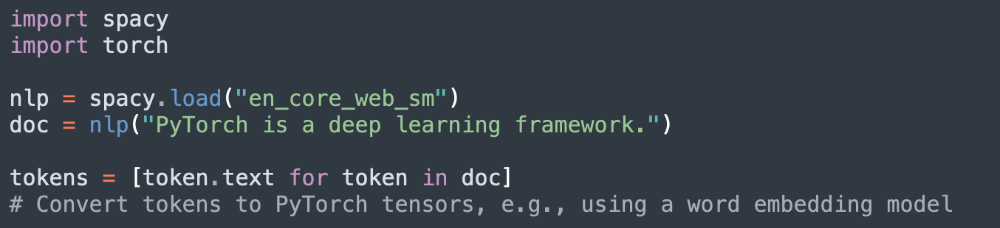 import spacy
import torch
nlp = spacy.load("en_core_web_sm")
doc = nlp("PyTorch is a deep learning framework.")
tokens = [token.text for token in doc]
# Convert tokens to PyTorch tensors, e.g., using a word embedding model